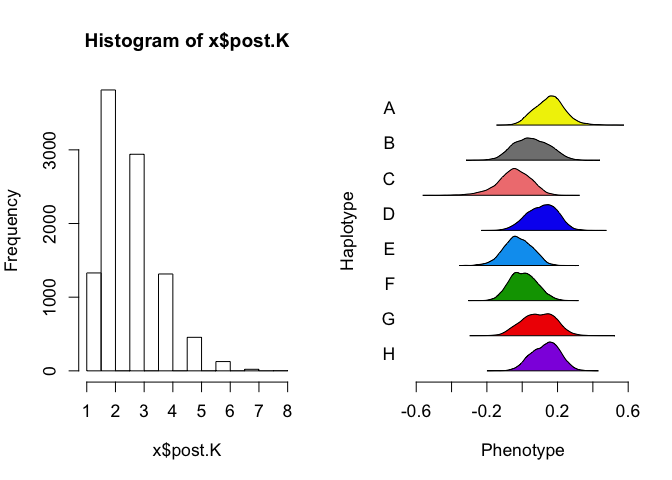 Histogram of x$post.K
Frequency
0
1000
2000
3000
1 2 3 4 5 6 7 8
x$post.K
Haplotype
A
B
C
D
E
F
G
H
-0.6 -0.2 0.2 0.6
Phenotype